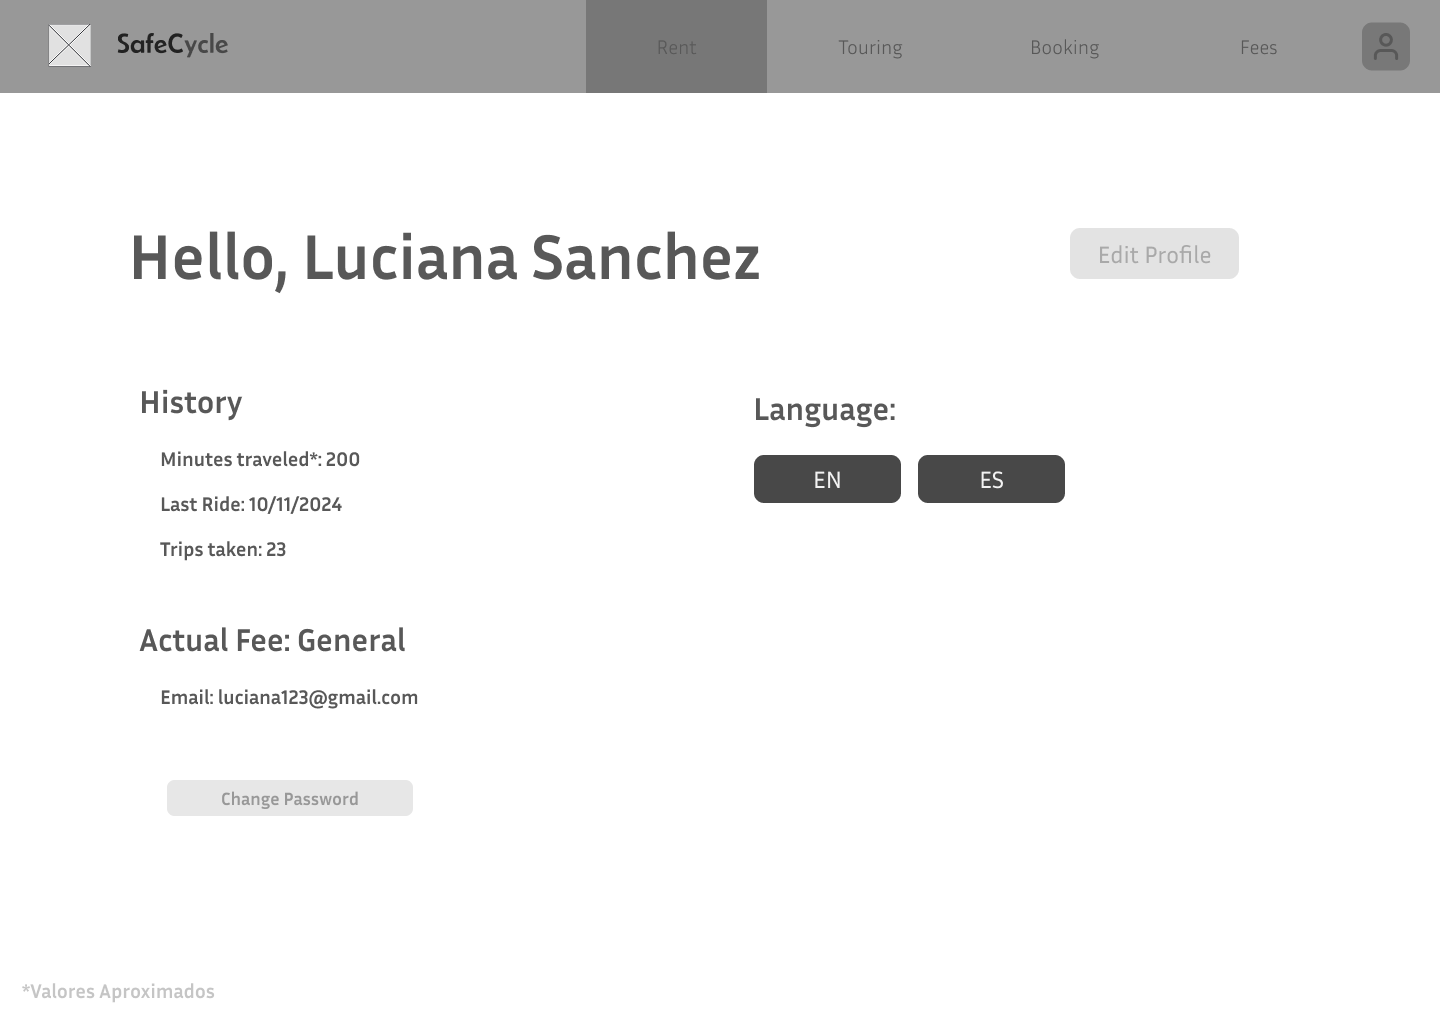 SafeCycle
Rent
Touring
Booking
Fees
Hello, Luciana Sanchez
Edit Profile
History
Minutes traveled*: 200
Last Ride: 10/11/2024
Trips taken: 23
Language:
EN
ES
Actual Fee: General
Email: luciana123@gmail.com
Change Password
*Valores Aproximados